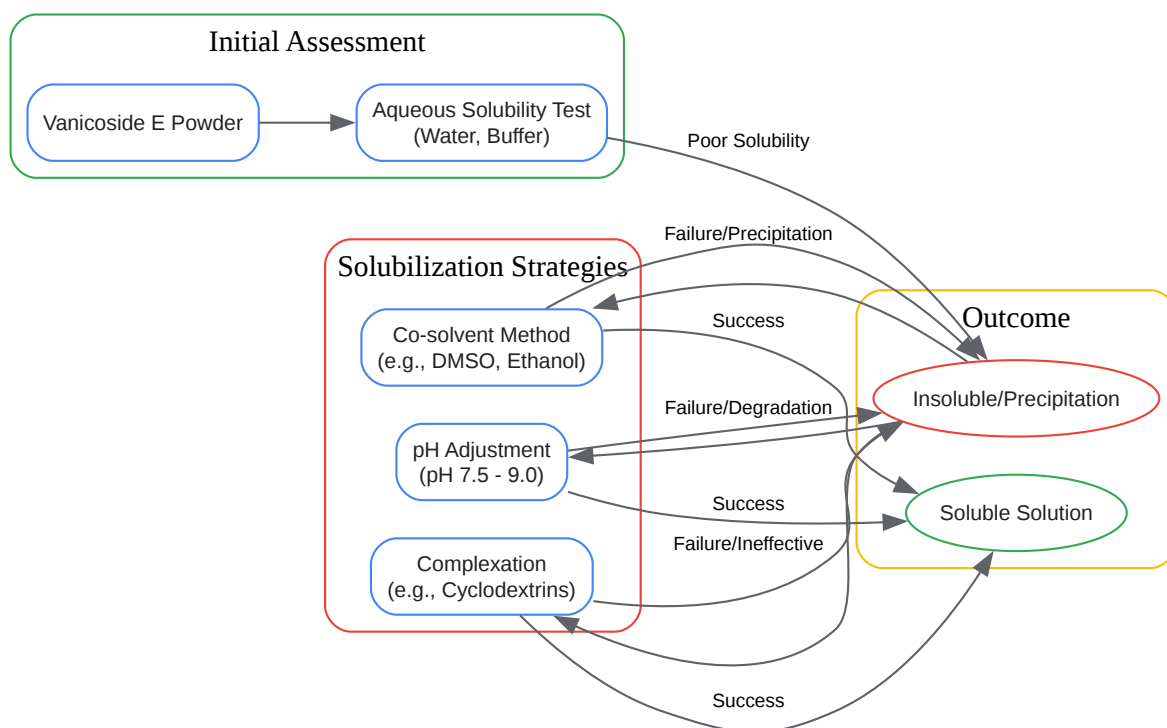 Initial Assessment
Vanicoside E Powder
Aqueous Solubility Test
(Water, Buffer)
Poor Solubility
Failure/Precipitation
Solubilization Strategies
Co-solvent Method
(e.g., DMSO, Ethanol)
Success
Outcome
Insoluble/Precipitation
Failure/Degradation
pH Adjustment
(pH 7.5 - 9.0)
Success
Soluble Solution
Failure/Ineffective
Complexation
(e.g., Cyclodextrins)
Success